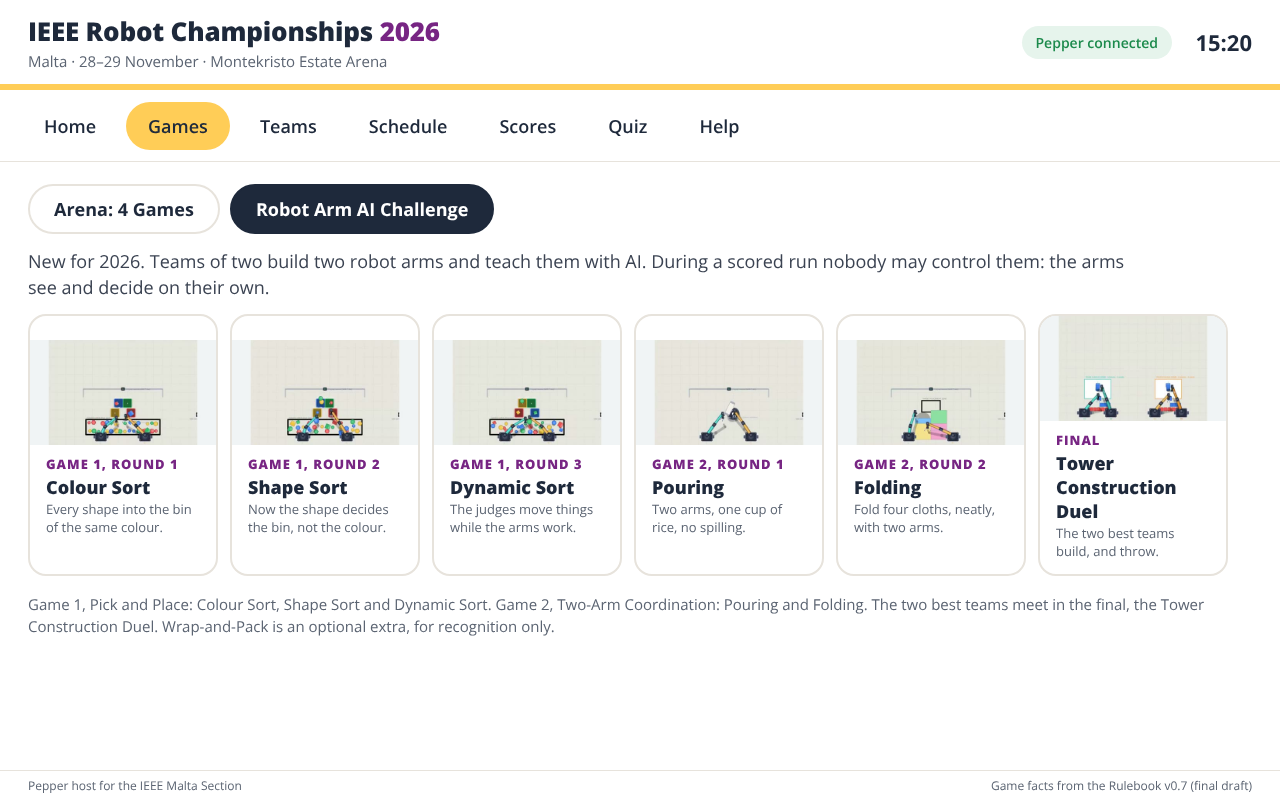 IEEE Robot Championships 2026
Malta · 28–29 November · Montekristo Estate Arena
Pepper connected
15:20
Home
Games
Teams
Schedule
Scores
Quiz
Help
Arena: 4 Games
Robot Arm AI Challenge
New for 2026. Teams of two build two robot arms and teach them with AI. During a scored run nobody may control them: the arms
see and decide on their own.
GAME 1, ROUND 1
Colour Sort
Every shape into the bin
of the same colour.
GAME 1, ROUND 2
Shape Sort
Now the shape decides
the bin, not the colour.
GAME 1, ROUND 3
Dynamic Sort
The judges move things
while the arms work.
GAME 2, ROUND 1
Pouring
Two arms, one cup of
rice, no spilling.
GAME 2, ROUND 2
Folding
Fold four cloths, neatly,
with two arms.
FINAL
Tower
Construction
Duel
The two best teams
build, and throw.
Game 1, Pick and Place: Colour Sort, Shape Sort and Dynamic Sort. Game 2, Two-Arm Coordination: Pouring and Folding. The two best teams meet in the final, the Tower
Construction Duel. Wrap-and-Pack is an optional extra, for recognition only.
Pepper host for the IEEE Malta Section
Game facts from the Rulebook v0.7 (final draft)